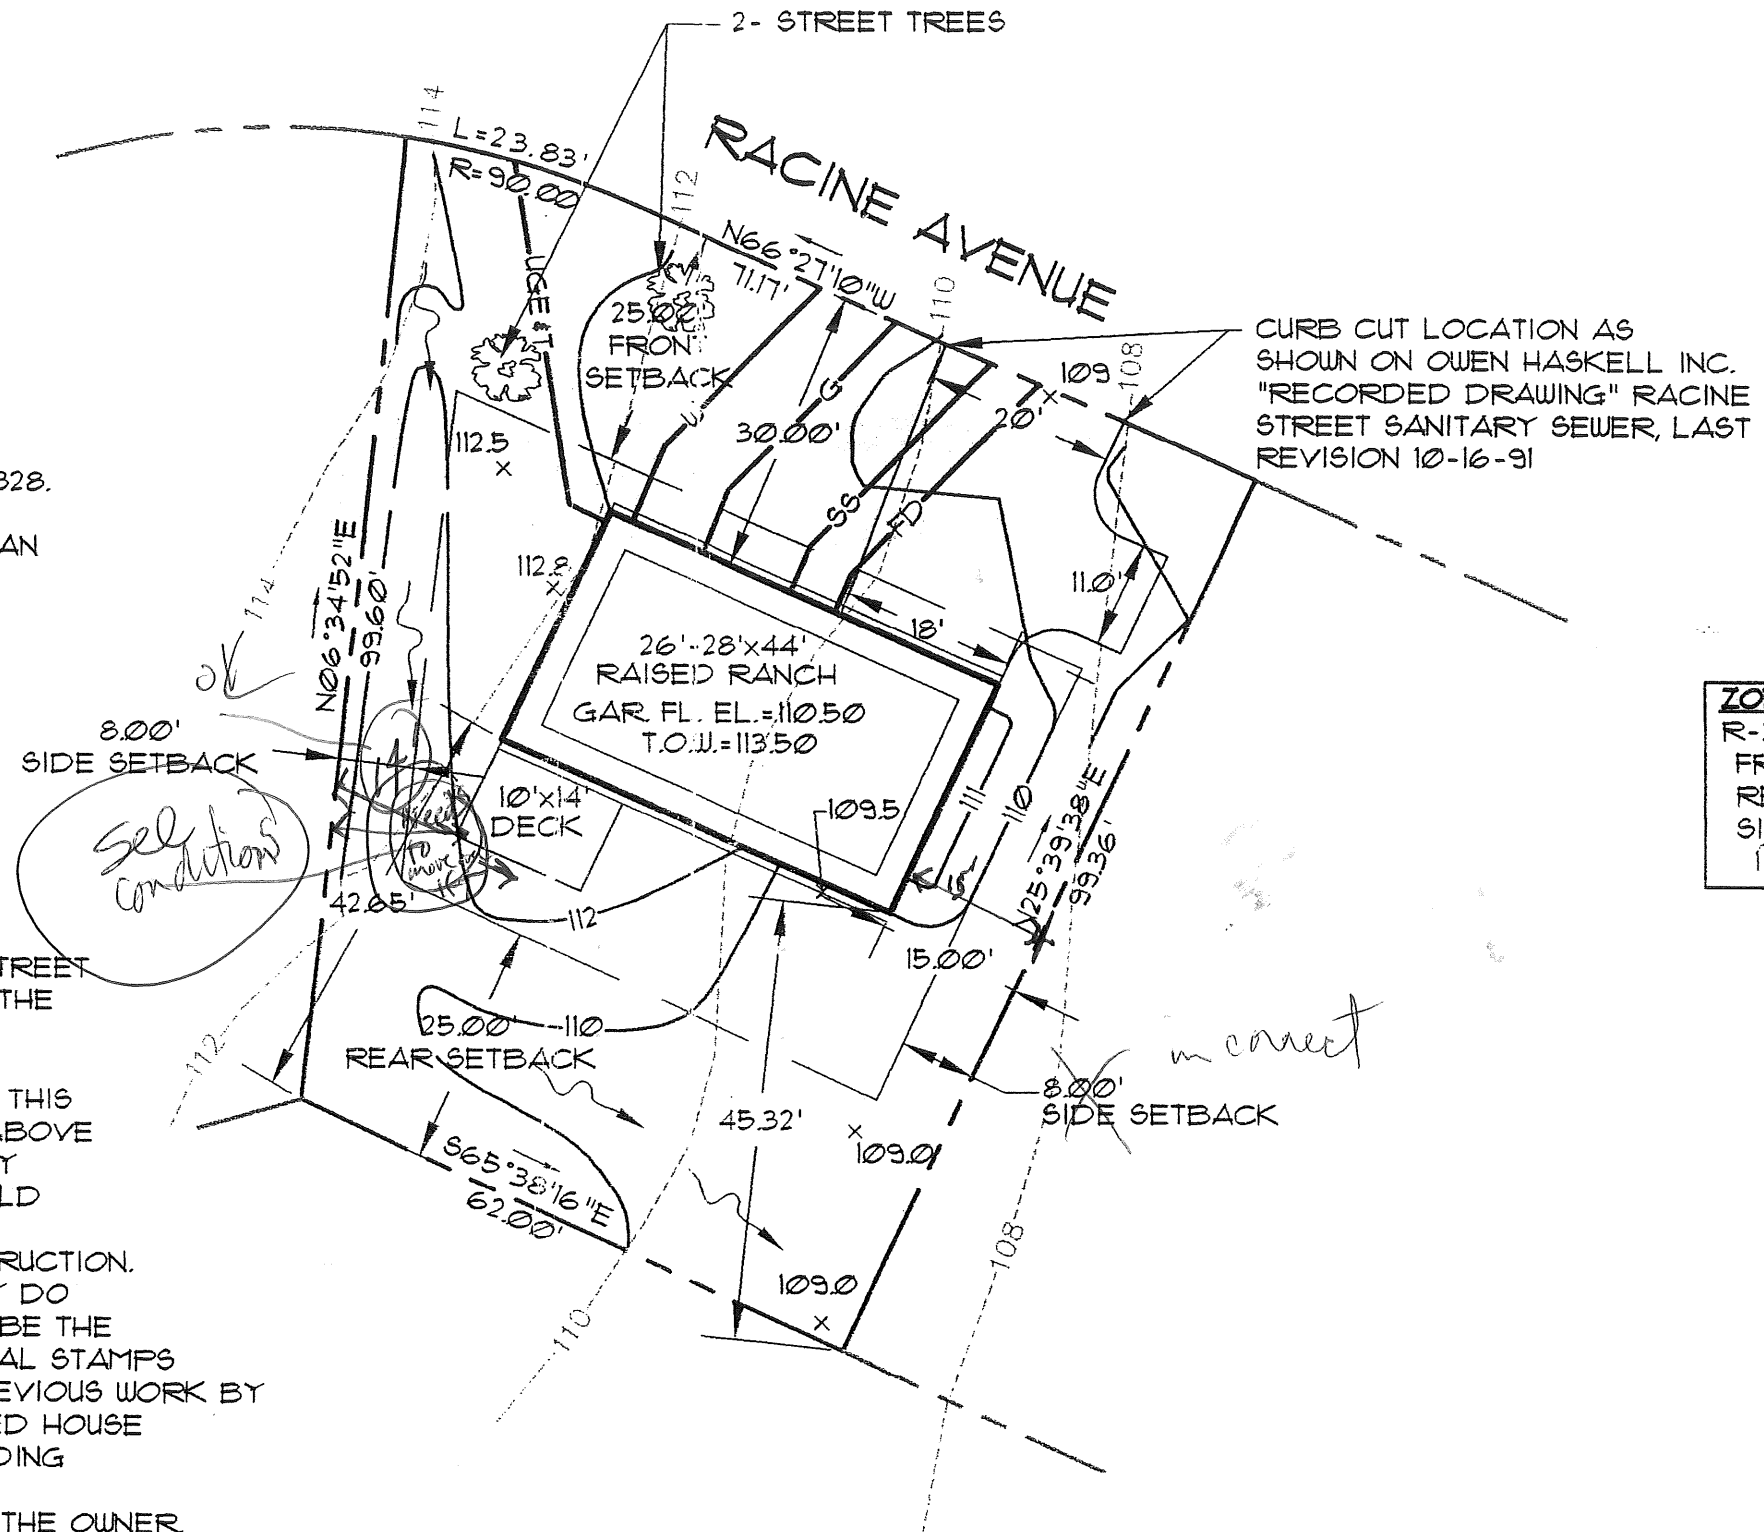 2- STREET TREES
114
L=23.83'
R=90.00
RACINE AVENUE
112
N66°27'10"W
71.17'
110
UGE & T
25.00
FRONT
SETBACK
CURB CUT LOCATION AS
SHOWN ON OWEN HASKELL INC.
"RECORDED DRAWING" RACINE
STREET SANITARY SEWER, LAST
REVISION 10-16-91
108
109
G
20'
30.00'
112.5
328.
SS
FD
AN
112.8
11.0'
114
N06°34'52"E
99.60'
18'
26'-28'x44'
RAISED RANCH
GAR. FL. EL.=110.50
T.O.W.=113.50
OK
8.00'
SIDE SETBACK
14
10'x14'
DECK
need
to
move
109.5
111
110
N25°39'38"E
99.36'
15'
see
conditions
42.65'
112
15.00'
TREET
THE
25.00'
REAR SETBACK
110
112
incorrect
8.00'
SIDE SETBACK
THIS
ABOVE
Y
LD
45.32'
109.0
S65°38'16"E
62.00'
RUCTION.
Y DO
BE THE
AL STAMPS
EVIOUS WORK BY
ED HOUSE
DING
THE OWNER
109.0
108
110
ZO
R-
FR
RE
SI